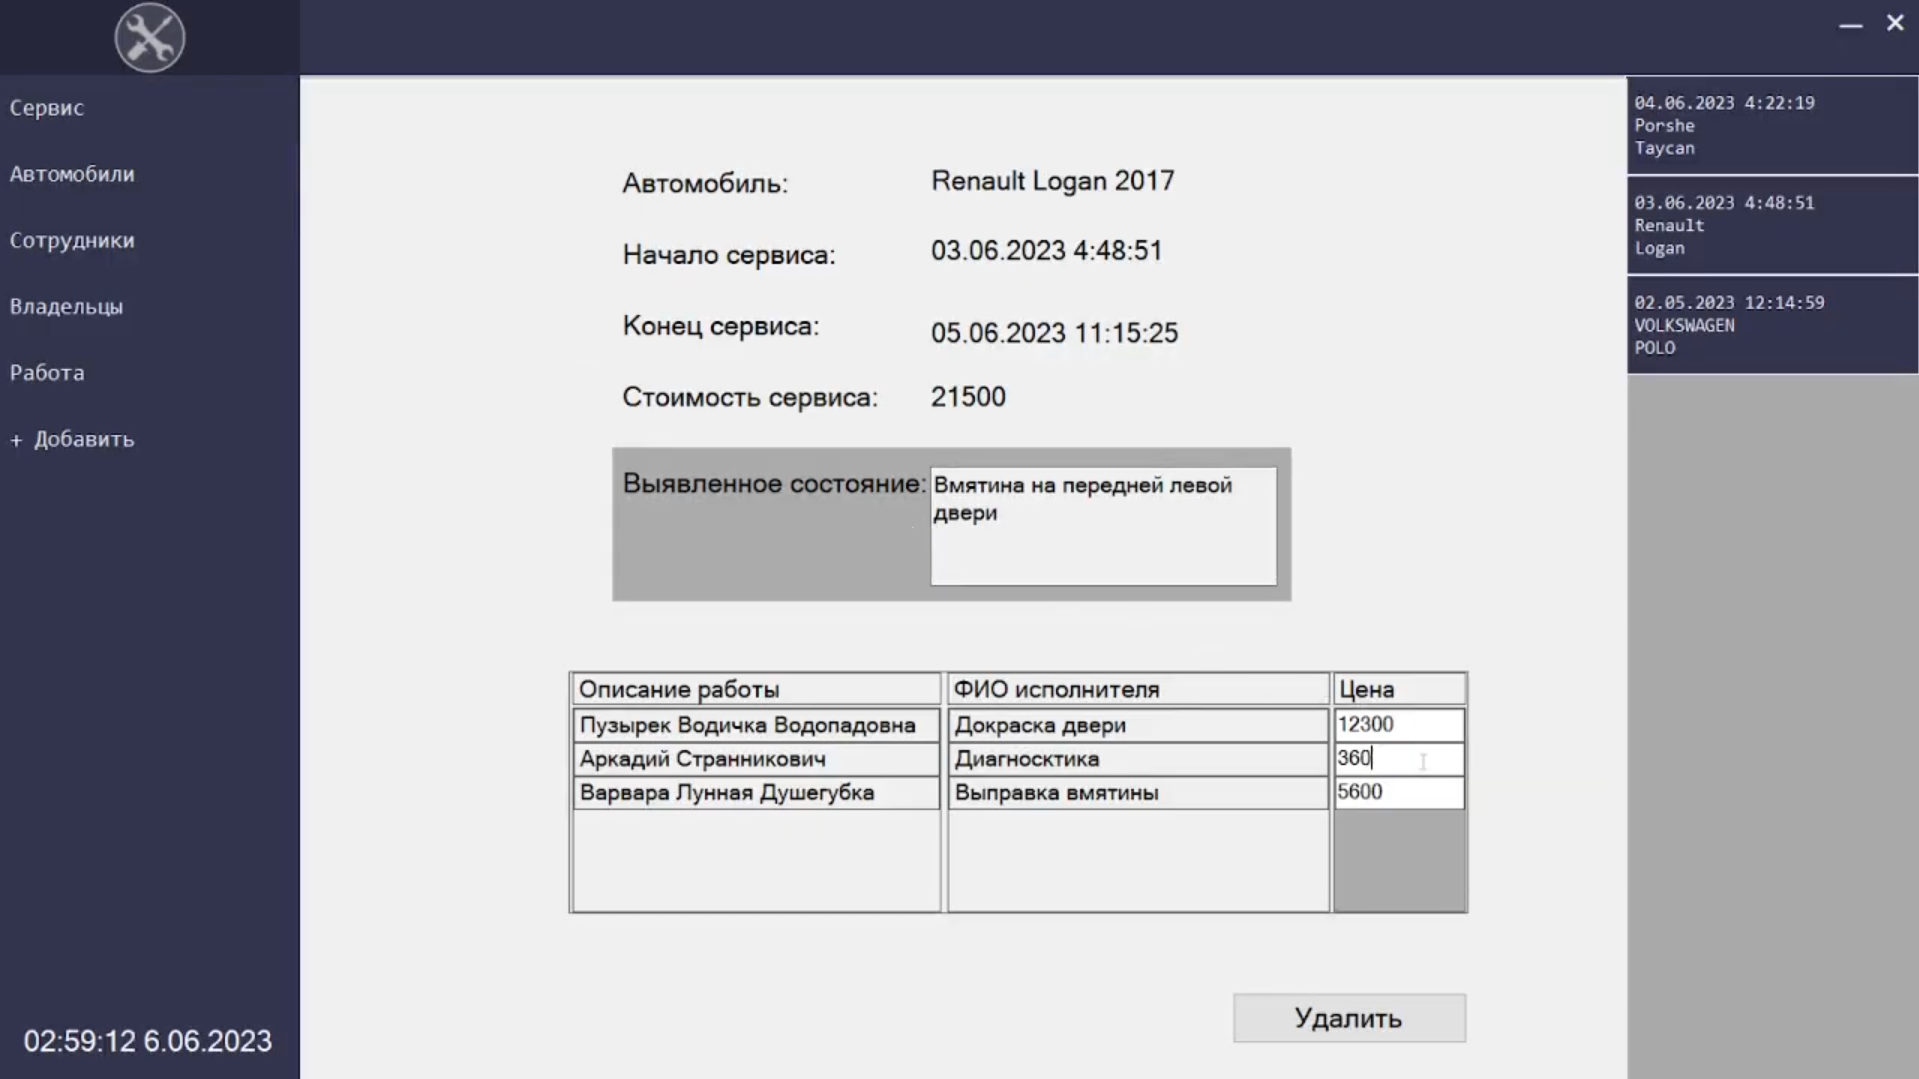 Сервис
Автомобили
Сотрудники
Владельцы
Работа
+ Добавить
02:59:12 6.06.2023
Автомобиль: Renault Logan 2017
Начало сервиса: 03.06.2023 4:48:51
Конец сервиса: 05.06.2023 11:15:25
Стоимость сервиса: 21500
Выявленное состояние: Вмятина на передней левой
двери
Описание работы ФИО исполнителя Цена
Пузырек Водичка Водопадовна Докраска двери 12300
Аркадий Странникович Диагносктика 360
Варвара Лунная Душегубка Выправка вмятины 5600
Удалить
04.06.2023 4:22:19
Porshe
Taycan
03.06.2023 4:48:51
Renault
Logan
02.05.2023 12:14:59
VOLKSWAGEN
POLO